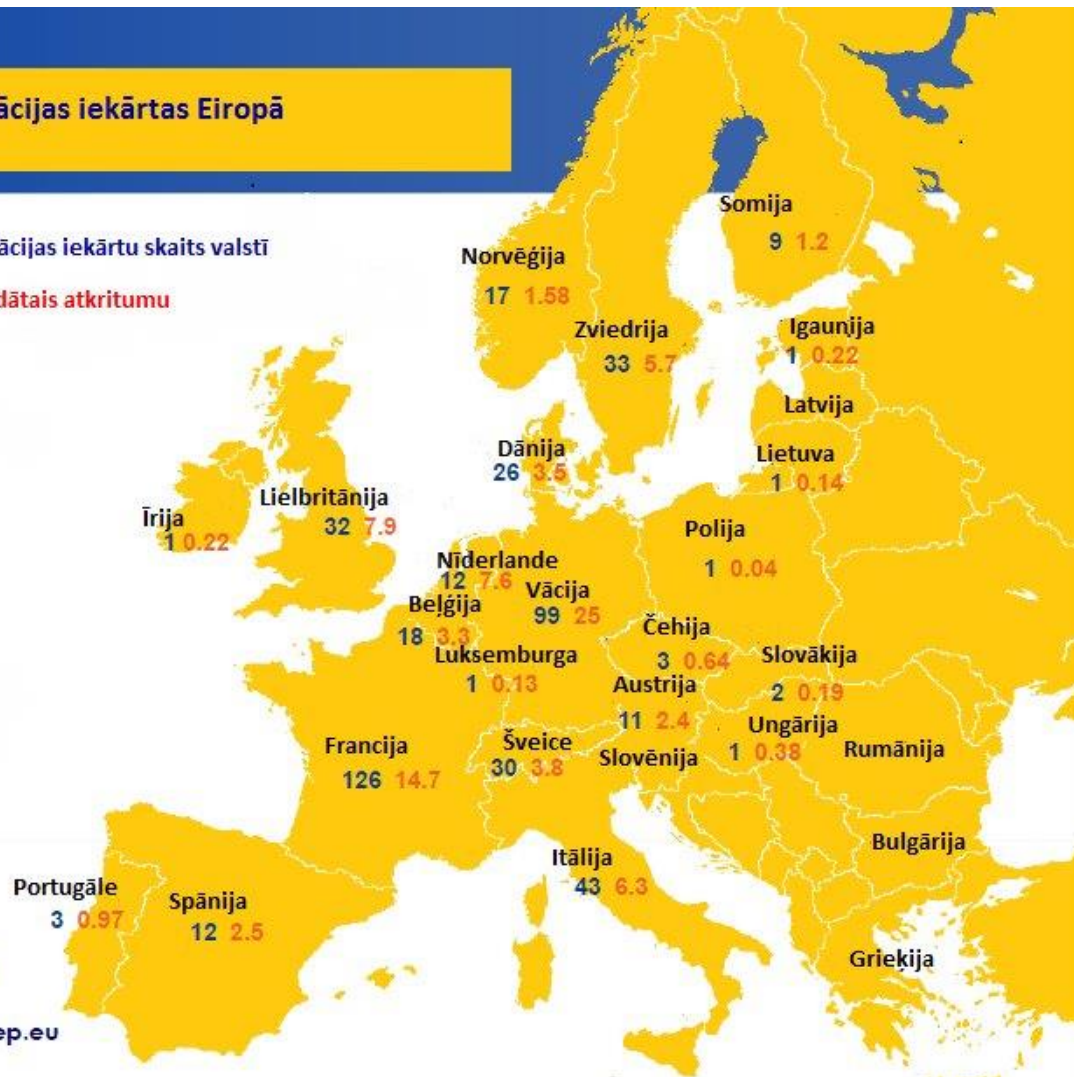 ācijas iekārtas Eiropā
ācijas iekārtu skaits valstī
dātais atkritumu
Somija
9 1.2
Norvēģija
17 1.58
Zviedrija
33 5.7
Igaunija
1 0.22
Latvija
Dānija
26 3.5
Lietuva
1 0.14
Īrija
1 0.22
Lielbritānija
32 7.9
Polija
1 0.04
Nīderlande
12 7.6
Vācija
99 25
Beļģija
18 3.3
Čehija
3 0.64
Luksemburga
1 0.13
Slovākija
2 0.19
Austrija
11 2.4
Ungārija
1 0.38
Rumānija
Francija
126 14.7
Šveice
30 3.8
Slovēnija
Bulgārija
Itālija
43 6.3
Portugāle
3 0.97
Spānija
12 2.5
Grieķija
ep.eu